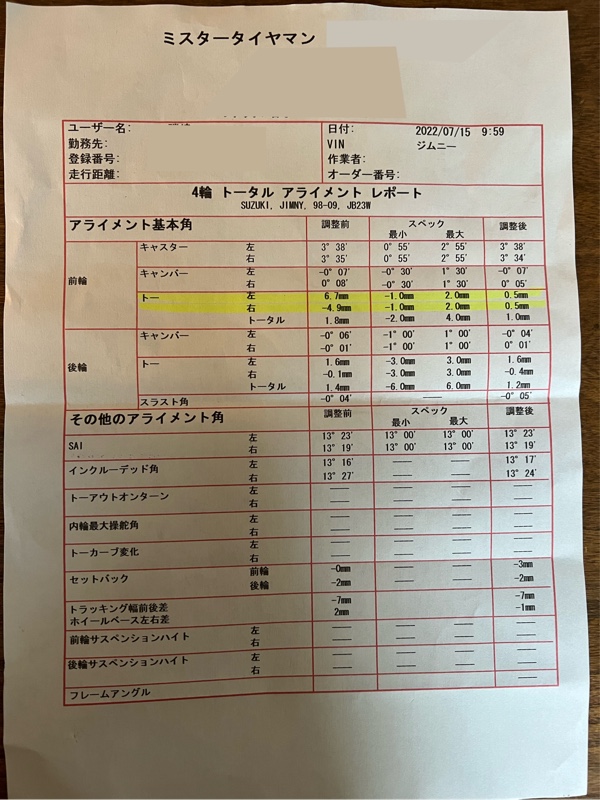 ミスタータイヤマン
ユーザー名:
日付: 2022/07/15 9:59
勤務先:
VIN ジムニー
登録番号:
作業者:
走行距離:
オーダー番号:
4輪 トータル アライメント レポート
SUZUKI, JIMNY, 98-09, JB23W
アライメント基本角 調整前 スペック 調整後
最小 最大
前輪
キャスター 左 3° 38' 0° 55' 2° 55' 3° 38'
右 3° 35' 0° 55' 2° 55' 3° 34'
キャンバー 左 -0° 07' -0° 30' 1° 30' -0° 07'
右 0° 08' -0° 30' 1° 30' 0° 05'
トー 左 6.7mm -1.0mm 2.0mm 0.5mm
右 -4.9mm -1.0mm 2.0mm 0.5mm
トータル 1.8mm -2.0mm 4.0mm 1.0mm
後輪
キャンバー 左 -0° 06' -1° 00' 1° 00' -0° 04'
右 -0° 01' -1° 00' 1° 00' 0° 01'
トー 左 1.6mm -3.0mm 3.0mm 1.6mm
右 -0.1mm -3.0mm 3.0mm -0.4mm
トータル 1.4mm -6.0mm 6.0mm 1.2mm
スラスト角 -0° 04' —— -0° 05'
その他のアライメント角 調整前 スペック 調整後
最小 最大
SAI 左 13° 23' 13° 00' 13° 00' 13° 23'
右 13° 19' 13° 00' 13° 00' 13° 19'
インクルーデッド角 左 13° 16' —— —— 13° 17'
右 13° 27' —— —— 13° 24'
トーアウトオンターン 左 —— —— —— ——
右 —— —— —— ——
内輪最大操舵角 左 —— —— —— ——
右 —— —— —— ——
トーカーブ変化 左 —— —— —— ——
右 —— —— —— ——
セットバック 前輪 -0mm —— —— -3mm
後輪 -2mm —— —— -2mm
トラッキング幅前後差 -7mm -7mm
ホイールベース左右差 2mm -1mm
前輪サスペンションハイト 左 —— —— —— ——
右 —— —— —— ——
後輪サスペンションハイト 左 —— —— —— ——
右 —— —— —— ——
フレームアングル